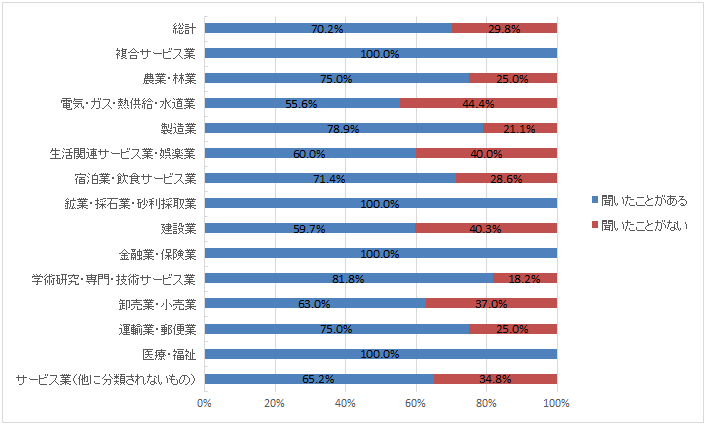 総計 70.2% 29.8%
複合サービス業 100.0%
農業・林業 75.0% 25.0%
電気・ガス・熱供給・水道業 55.6% 44.4%
製造業 78.9% 21.1%
生活関連サービス業・娯楽業 60.0% 40.0%
宿泊業・飲食サービス業 71.4% 28.6%
鉱業・採石業・砂利採取業 100.0%
建設業 59.7% 40.3%
金融業・保険業 100.0%
学術研究・専門・技術サービス業 81.8% 18.2%
卸売業・小売業 63.0% 37.0%
運輸業・郵便業 75.0% 25.0%
医療・福祉 100.0%
サービス業(他に分類されないもの) 65.2% 34.8%
0% 20% 40% 60% 80% 100%
聞いたことがある
聞いたことがない